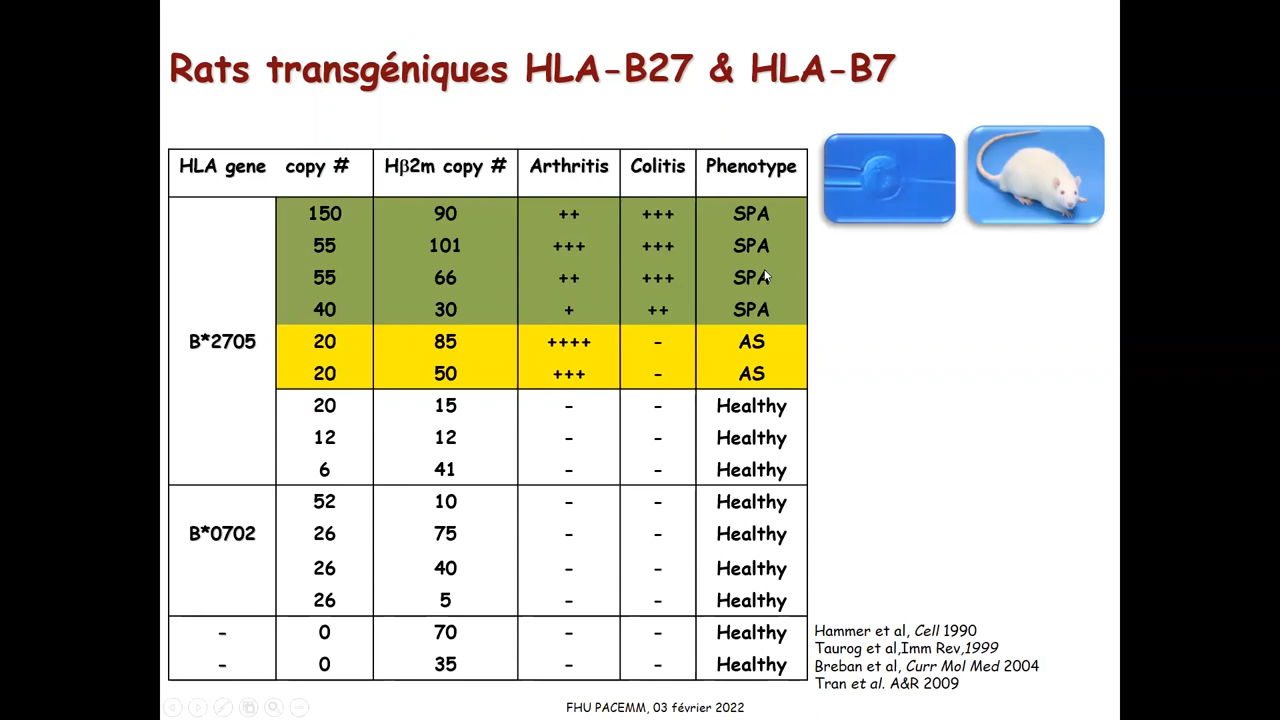 Rats transgéniques HLA-B27 & HLA-B7
HLA gene copy # Hβ2m copy # Arthritis Colitis Phenotype
150 90 ++ +++ SPA
55 101 +++ +++ SPA
55 66 ++ +++ SPA
40 30 + ++ SPA
B*2705 20 85 ++++ - AS
20 50 +++ - AS
20 15 - - Healthy
12 12 - - Healthy
6 41 - - Healthy
52 10 - - Healthy
B*0702 26 75 - - Healthy
26 40 - - Healthy
26 5 - - Healthy
- 0 70 - - Healthy
- 0 35 - - Healthy
Hammer et al, Cell 1990
Taurog et al,Imm Rev,1999
Breban et al, Curr Mol Med 2004
Tran et al. A&R 2009
FHU PACEMM, 03 février 2022